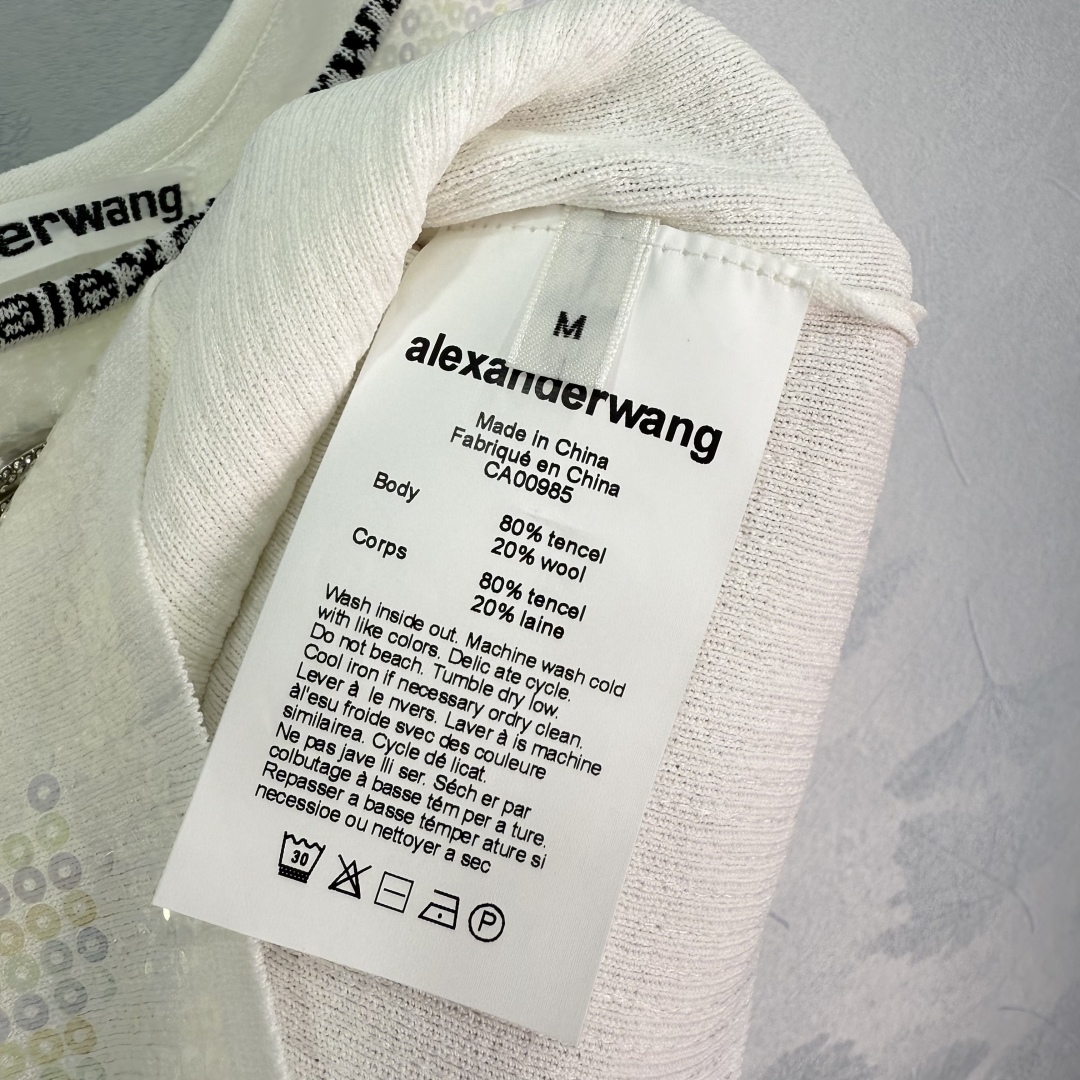 erwang
alex
M
alexanderwang
Made in China
Fabriqué en China
CA00985
Body
80% tencel
20% wool
Corps
80% tencel
20% laine
Wash inside out. Machine wash cold
with like colors. Delic ate cycle.
Do not beach. Tumble dry low.
Cool iron if necessary ordry clean.
Lever à le nvers. Laver à is machine
àl'esu froide svec des couleure
similairea. Cycle dé licat.
Ne pas jave lli ser. Séch er par
colbutage à basse tém per a ture.
Repasser a basse témper ature si
necessioe ou nettoyer a sec
30
P